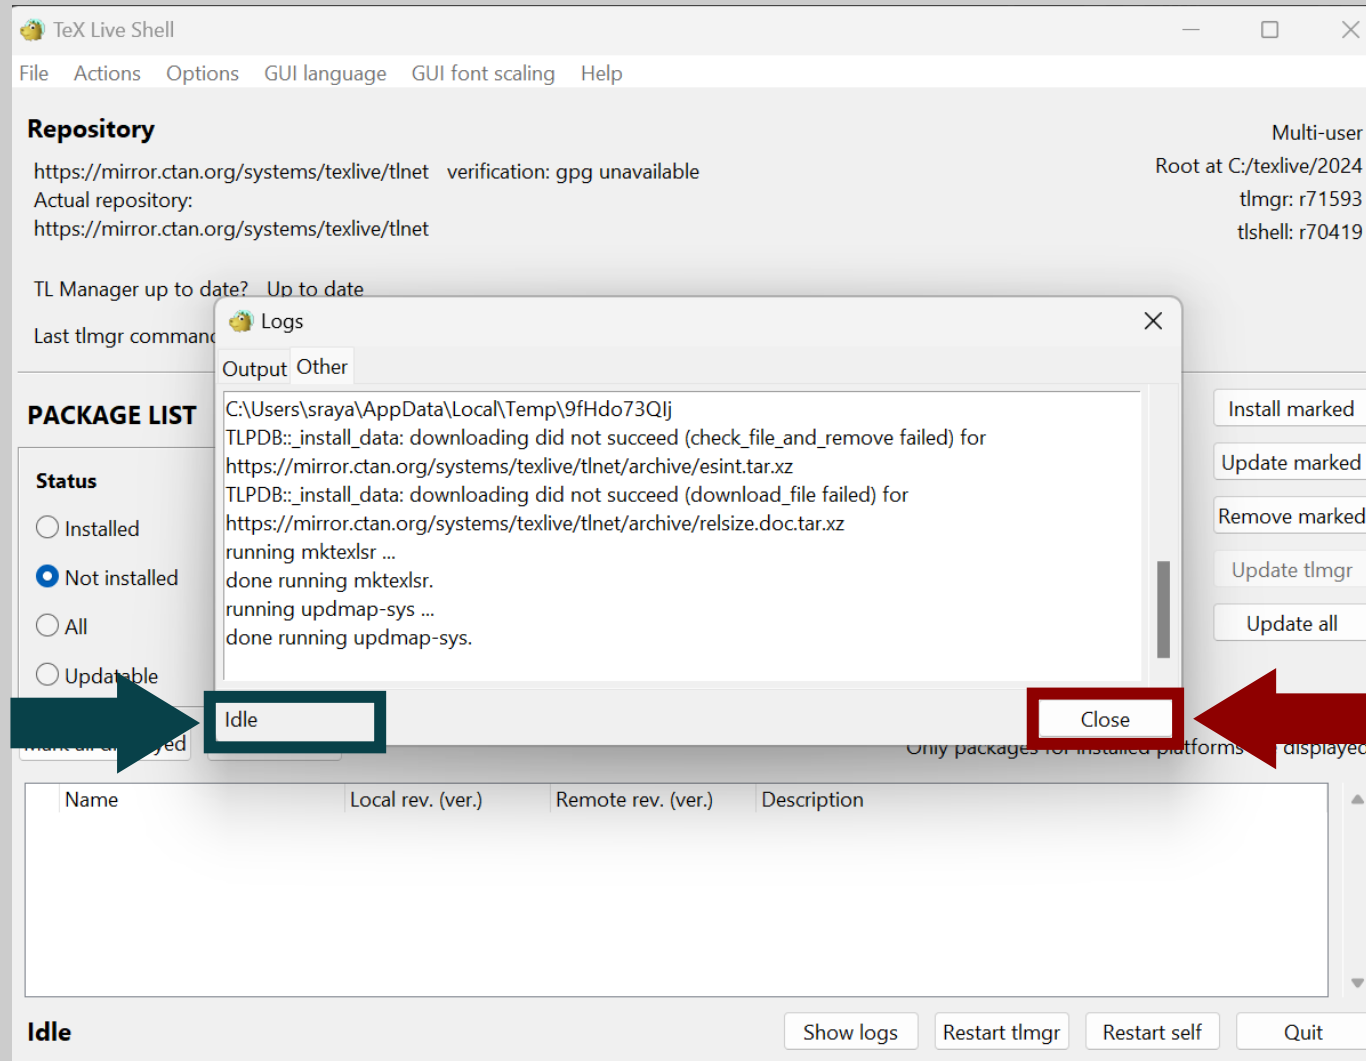 TeX Live Shell
File Actions Options GUI language GUI font scaling Help
Repository
Multi-user
https://mirror.ctan.org/systems/texlive/tlnet verification: gpg unavailable
Root at C:/texlive/2024
Actual repository:
tlmgr: r71593
https://mirror.ctan.org/systems/texlive/tlnet
tlshell: r70419
TL Manager up to date? Up to date
Last tlmgr command
Logs
Output Other
C:\Users\sraya\AppData\Local\Temp\9fHdo73QIj
TLPDB::_install_data: downloading did not succeed (check_file_and_remove failed) for
https://mirror.ctan.org/systems/texlive/tlnet/archive/esint.tar.xz
TLPDB::_install_data: downloading did not succeed (download_file failed) for
https://mirror.ctan.org/systems/texlive/tlnet/archive/relsize.doc.tar.xz
running mktexlsr ...
done running mktexlsr.
running updmap-sys ...
done running updmap-sys.
Idle
Close
PACKAGE LIST
Status
Installed
Not installed
All
Updatable
Install marked
Update marked
Remove marked
Update tlmgr
Update all
Only packages for installed platforms displayed
Name Local rev. (ver.) Remote rev. (ver.) Description
Idle
Show logs Restart tlmgr Restart self Quit